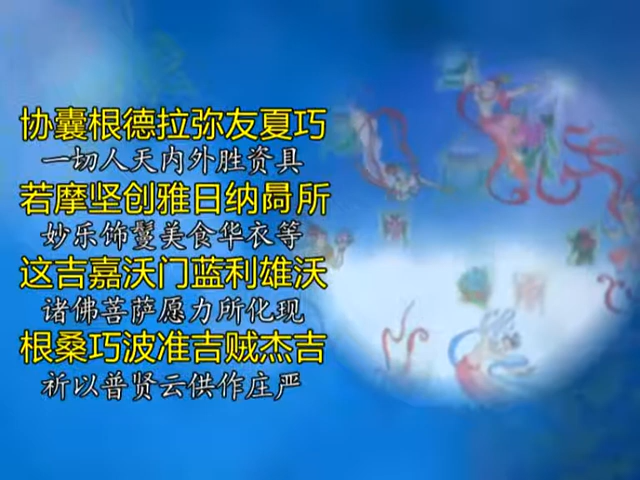 协囊根德拉弥友夏巧
一切人天内外胜资具
若摩坚创雅日纳咼所
妙乐饰鬘美食华衣等
这吉嘉沃门蓝利雄沃
诸佛菩萨愿力所化现
根桑巧波准吉贼杰吉
祈以普贤云供作庄严